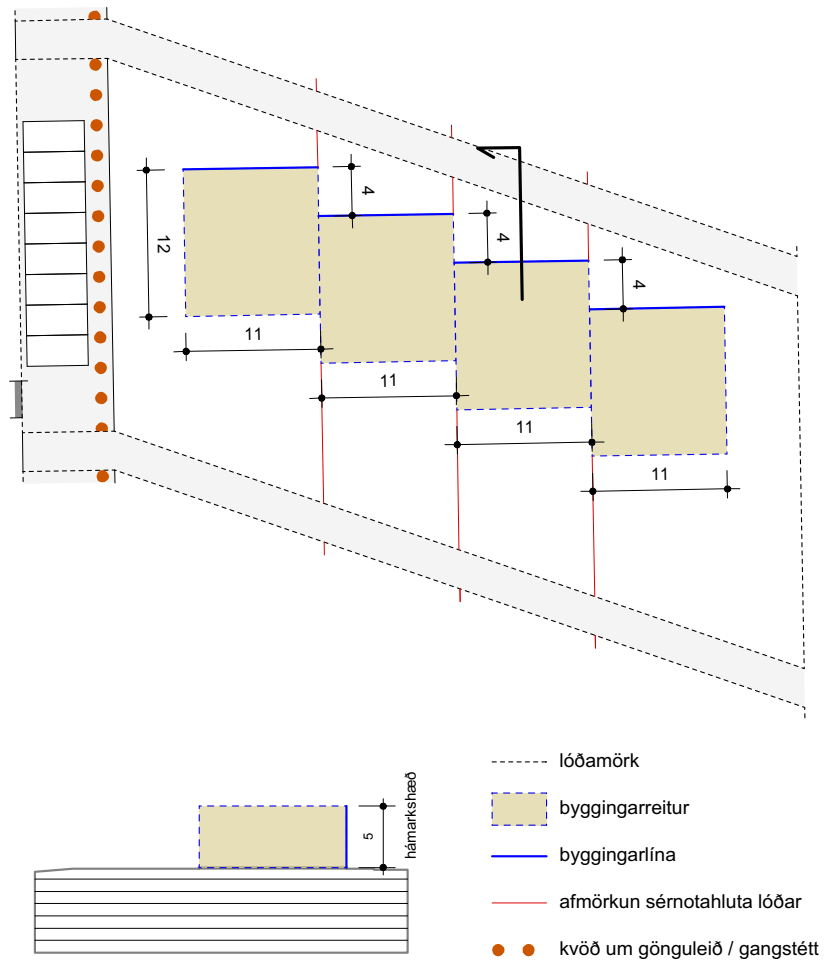 4
12
4
4
11
11
11
11
5
hámarkshæð
lóðamörk
byggingarreitur
byggingarlína
afmörkun sérnotahluta lóðar
kvöð um gönguleið / gangstétt